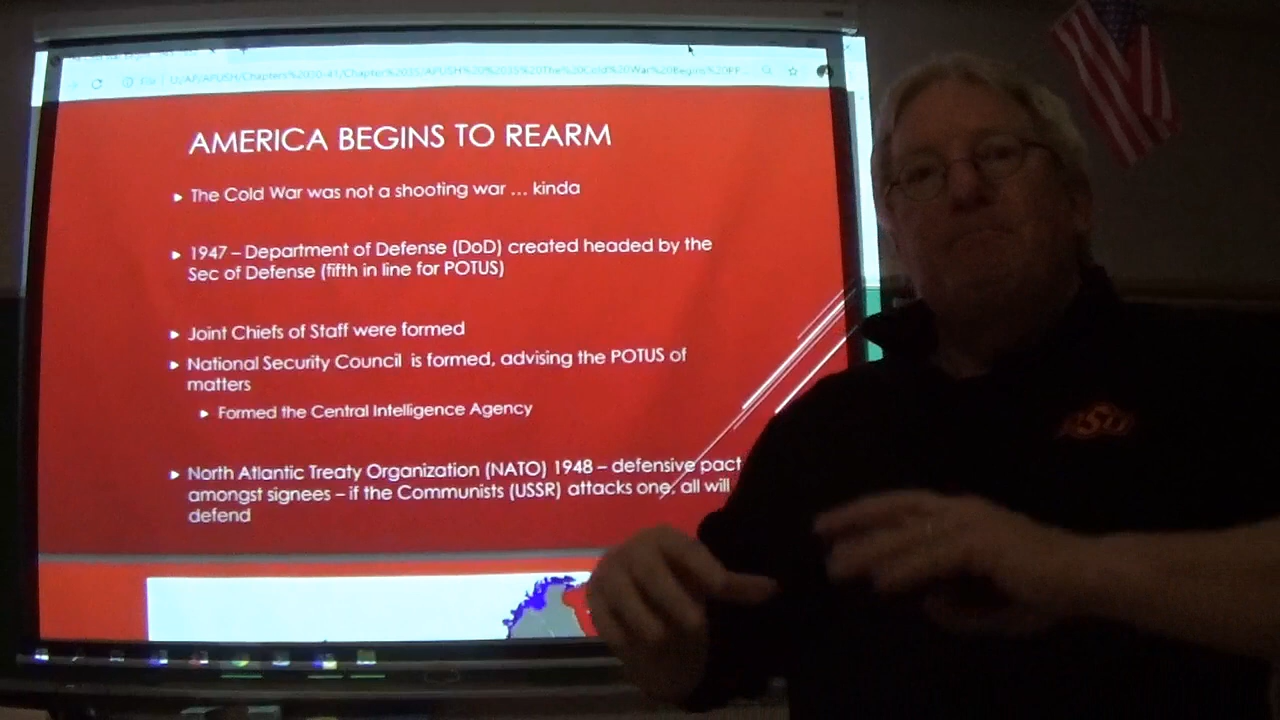 AMERICA BEGINS TO REARM
The Cold War was not a shooting war ... kinda
1947 – Department of Defense (DoD) created headed by the
Sec of Defense (fifth in line for POTUS)
Joint Chiefs of Staff were formed
National Security Council is formed, advising the POTUS of
matters
Formed the Central Intelligence Agency
North Atlantic Treaty Organization (NATO) 1948 – defensive pact
amongst signees – if the Communists (USSR) attacks one, all will
defend